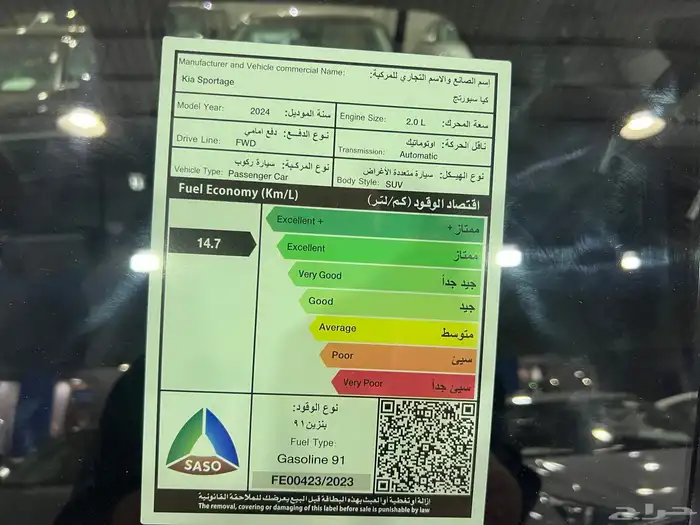 Manufacturer and Vehicle commercial Name: اسم الصانع والاسم التجاري للمركبة:
Kia Sportage كيا سبورتج
Model Year: 2024 سنة الموديل:
Engine Size: 2.0 L سعة المحرك:
Drive Line: دفع امامي نوع الدفع:
FWD
Transmission: اوتوماتيك ناقل الحركة:
Automatic
Vehicle Type: سيارة ركوب نوع المركبة:
Passenger Car
Body Style: سيارة متعددة الأغراض نوع الهيكل:
SUV
Fuel Economy (Km/L) اقتصاد الوقود (كم/لتر)
14.7
Excellent + ممتاز +
Excellent ممتاز
Very Good جيد جداً
Good جيد
Average متوسط
Poor سيئ
Very Poor سيئ جداً
SASO
نوع الوقود:
بنزين ٩١
Fuel Type:
Gasoline 91
FE00423/2023
إزالة أو تغطية أو العبث بهذه البطاقة قبل البيع يعرضك للملاحقة القانونية
The removal, covering or damaging of this label before sale is punishable by law
حراج